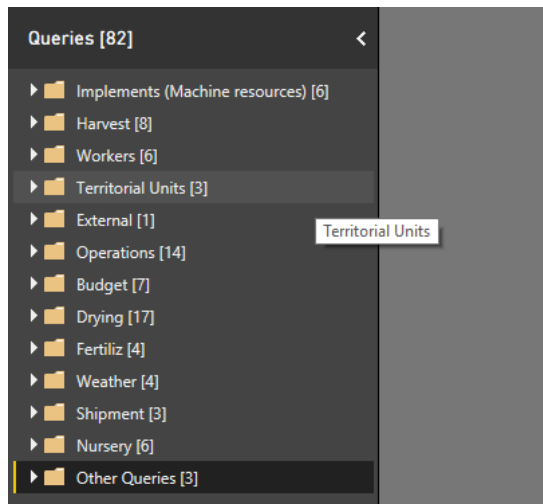 Queries [82]
Implements (Machine resources) [6]
Harvest [8]
Workers [6]
Territorial Units [3]
External [1]
Territorial Units
Operations [14]
Budget [7]
Drying [17]
Fertiliz [4]
Weather [4]
Shipment [3]
Nursery [6]
Other Queries [3]